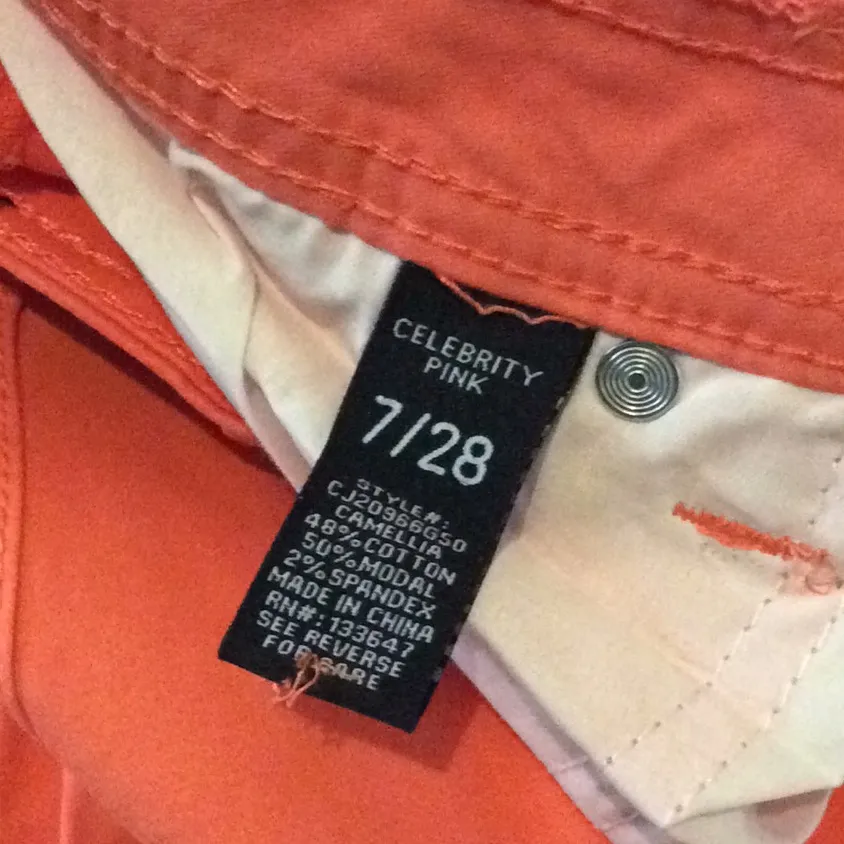 CELEBRITY
PINK
7/28
STYLE#:
CJ20966G50
CAMELLIA
48%COTTON
50%MODAL
2%SPANDEX
MADE IN CHINA
RN#:133647
SEE REVERSE
FOR CARE